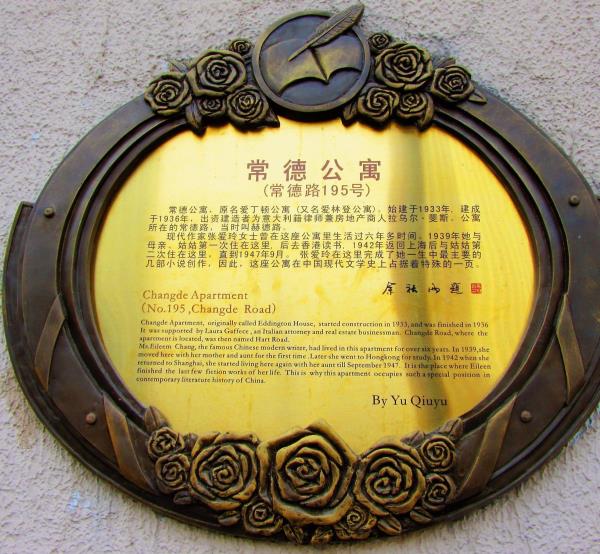 常德公寓
(常德路195号)
常德公寓，原名爱丁顿公寓（又名爱林登公寓），始建于1933年，建成
于1936年，出资建造者为意大利籍律师兼房地产商人拉乌尔·斐斯。公寓
所在的常德路，当时叫赫德路。
现代作家张爱玲女士曾在这座公寓里生活过六年多时间。1939年她与
母亲、姑姑第一次住在这里，后去香港读书，1942年返回上海后与姑姑第
二次住在这里，直到1947年9月。 张爱玲在这里完成了她一生中最主要的
几部小说创作，因此，这座公寓在中国现代文学史上占据着特殊的一页。
余秋雨 题
Changde Apartment
(No.195 ,Changde Road)
Changde Apartment, originally called Eddington House, started construction in 1933, and was finished in 1936
It was supported by Laura Gaffece , an Italian attorney and real estate businessman. Changde Road, where the
apartment is located, was then named Hart Road.
Ms.Eileen Chang, the famous Chinese modern writer, had lived in this apartment for over six years. In 1939,she
moved here with her mother and aunt for the first time .Later she went to Hongkong for study. In 1942 when she
returned to Shanghai, she started living here again with her aunt till September 1947. It is the place where Eileen
finished the last few fiction works of her life. This is why this apartment occupies such a special position in
contemporary literature history of China.
By Yu Qiuyu